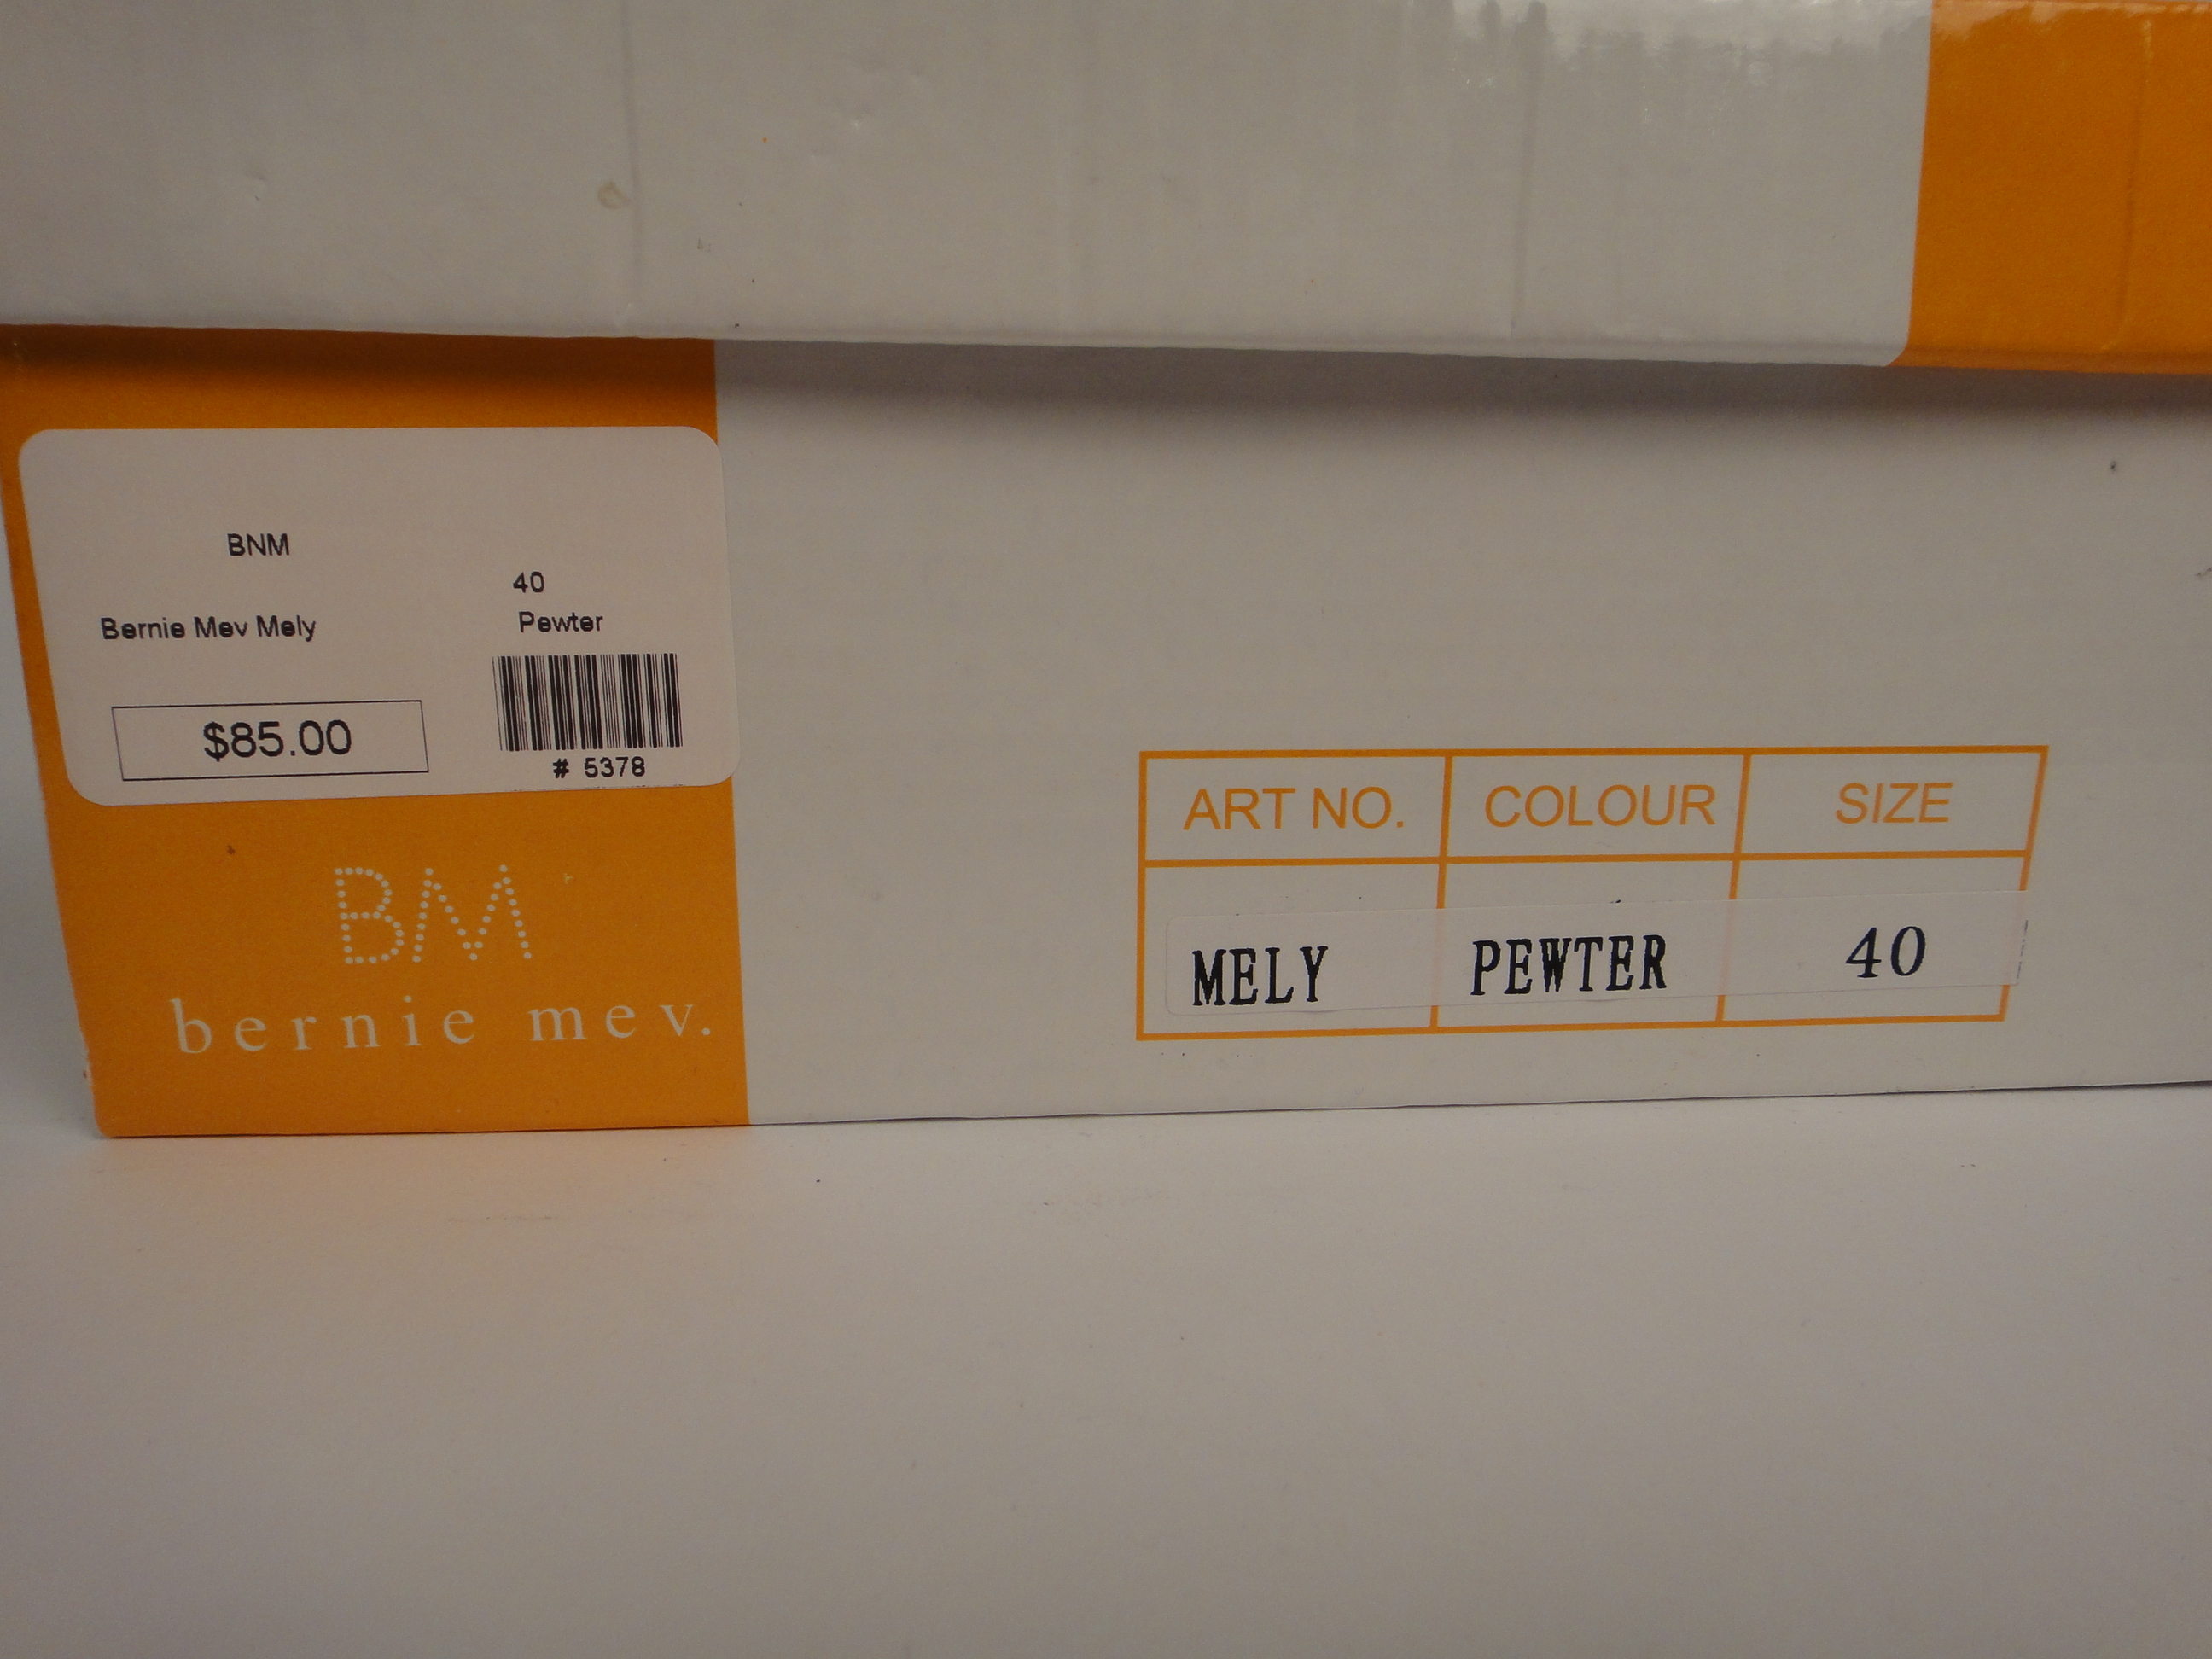 BNM
40
Bernie Mev Mely
Pewter
$85.00
# 5378
BM
bernie mev.
ART NO. COLOUR SIZE
MELY PEWTER 40